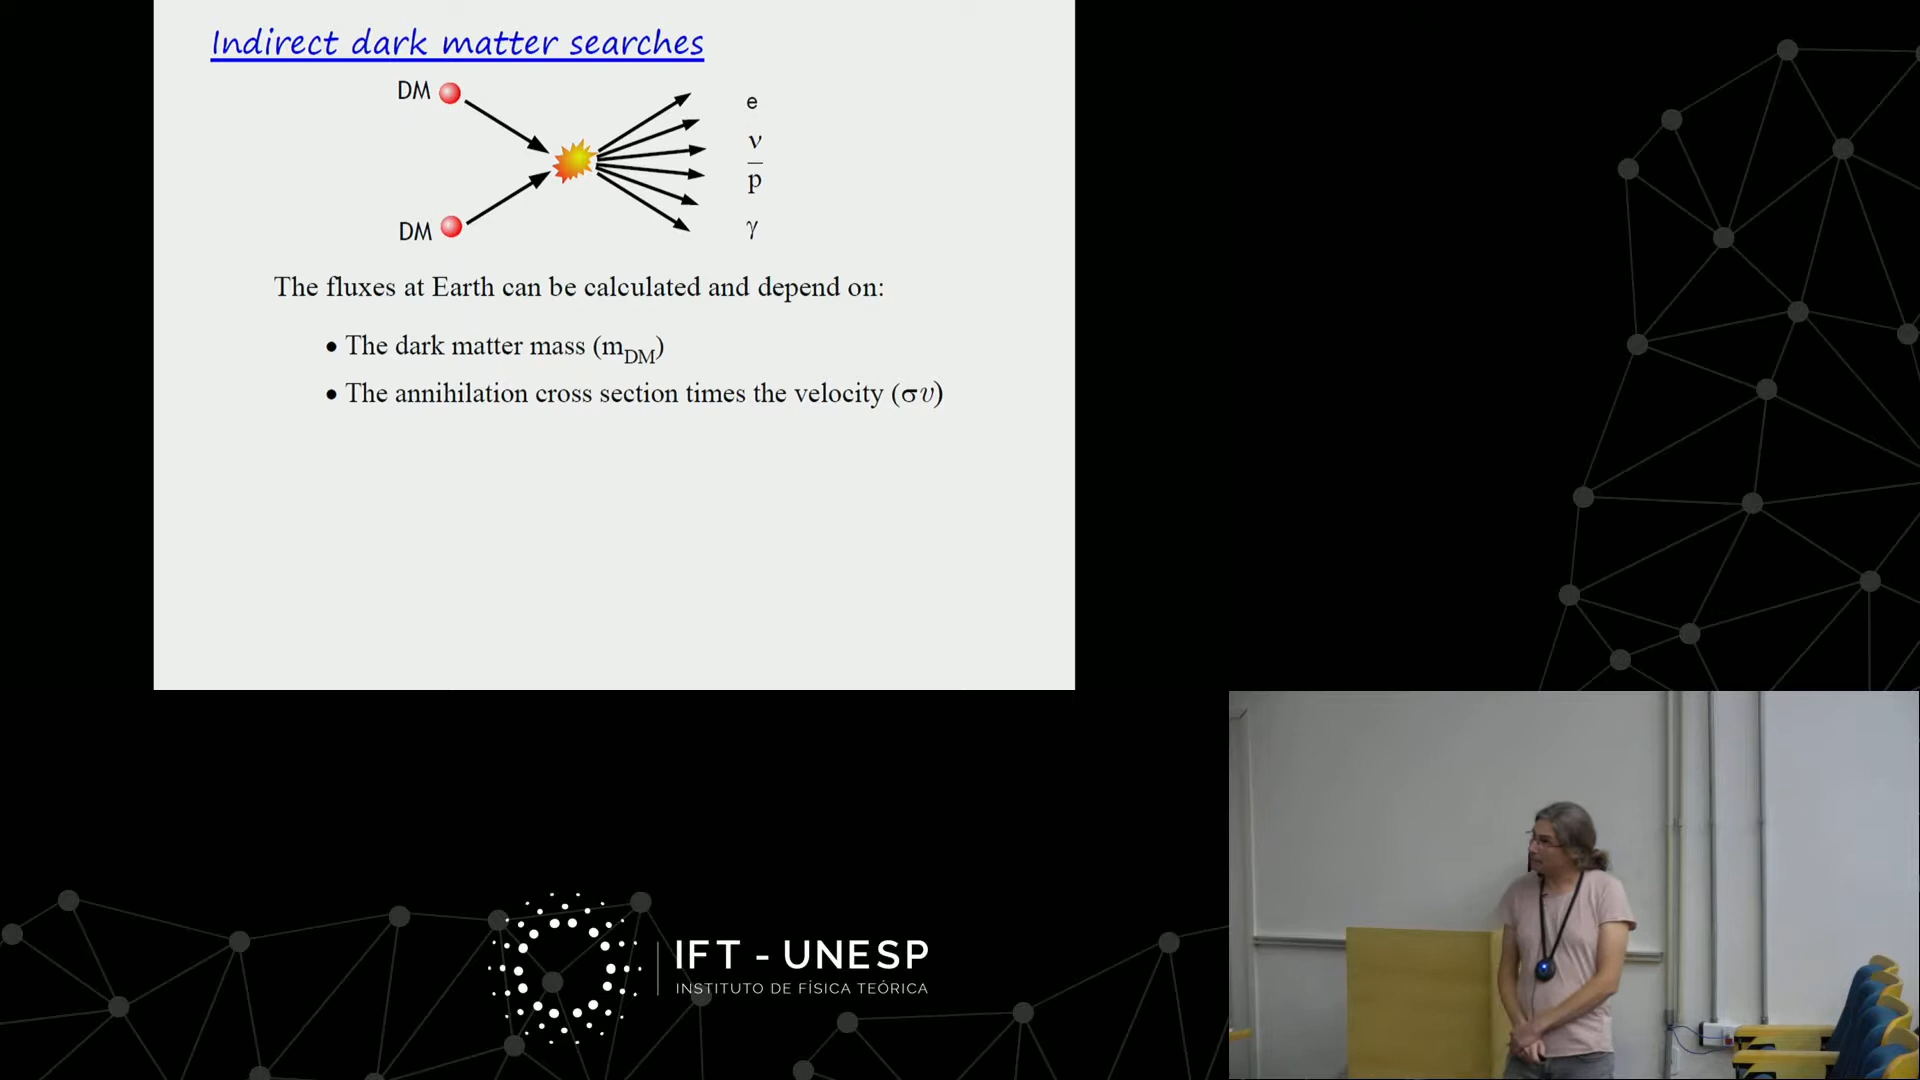 Indirect dark matter searches
DM
e
ν
p̅
γ
DM
The fluxes at Earth can be calculated and depend on:
• The dark matter mass (mDM)
• The annihilation cross section times the velocity (σv)
IFT - UNESP
INSTITUTO DE FÍSICA TEÓRICA